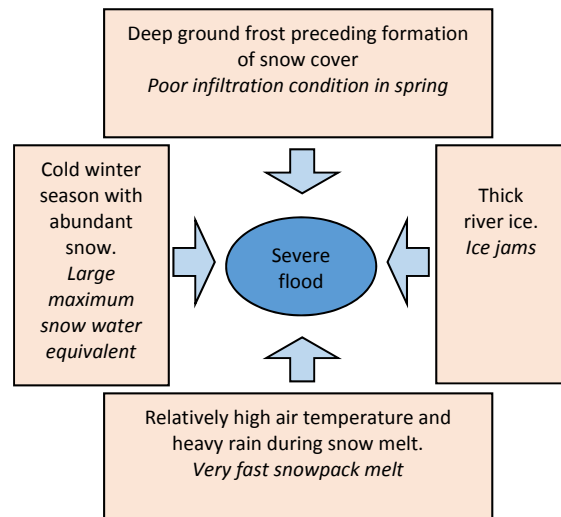 Deep ground frost preceding formation
of snow cover
Poor infiltration condition in spring
Cold winter
season with
abundant
snow.
Large
maximum
snow water
equivalent
Severe
flood
Thick
river ice.
Ice jams
Relatively high air temperature and
heavy rain during snow melt.
Very fast snowpack melt